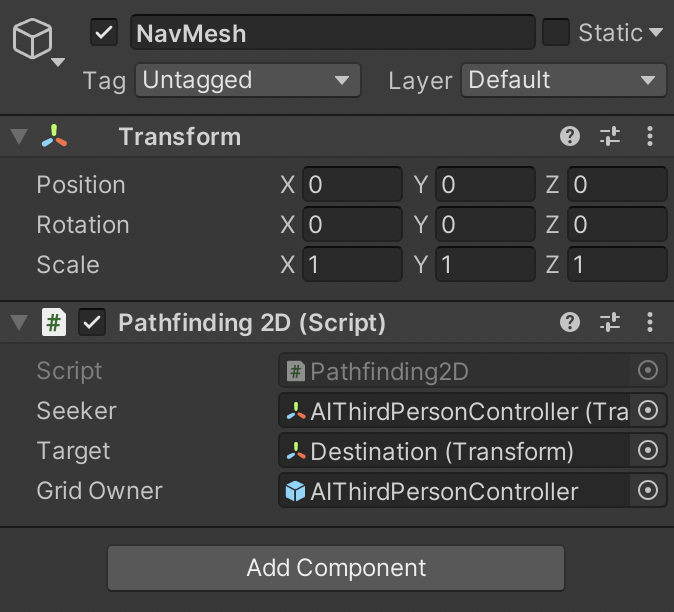 NavMesh Static
Tag Untagged Layer Default
Transform
Position X 0 Y 0 Z 0
Rotation X 0 Y 0 Z 0
Scale X 1 Y 1 Z 1
# Pathfinding 2D (Script)
Script # Pathfinding2D
Seeker AIThirdPersonController (Tra
Target Destination (Transform)
Grid Owner AIThirdPersonController
Add Component